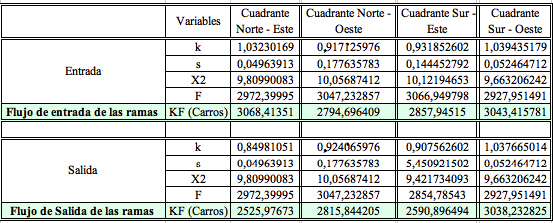 Variables Cuadrante Norte - Este Cuadrante Norte - Oeste Cuadrante Sur - Este Cuadrante Sur - Oeste
Entrada
k 1,03230169 0,917125976 0,931852602 1,039435179
s 0,04963913 0,177635783 0,144452792 0,052464712
X2 9,80990083 10,05687412 10,12194653 9,663206242
F 2972,39995 3047,232857 3066,949798 2927,951491
Flujo de entrada de las ramas KF (Carros) 3068,41351 2794,696409 2857,94515 3043,415781
Salida
k 0,84981051 0,924065976 0,907562602 1,037665014
s 0,04963913 0,177635783 5,450921502 0,052464712
X2 9,80990083 10,05687412 9,421734093 9,663206242
F 2972,39995 3047,232857 2854,78543 2927,951491
Flujo de Salida de las ramas KF (Carros) 2525,97673 2815,844205 2590,896494 3038,232825